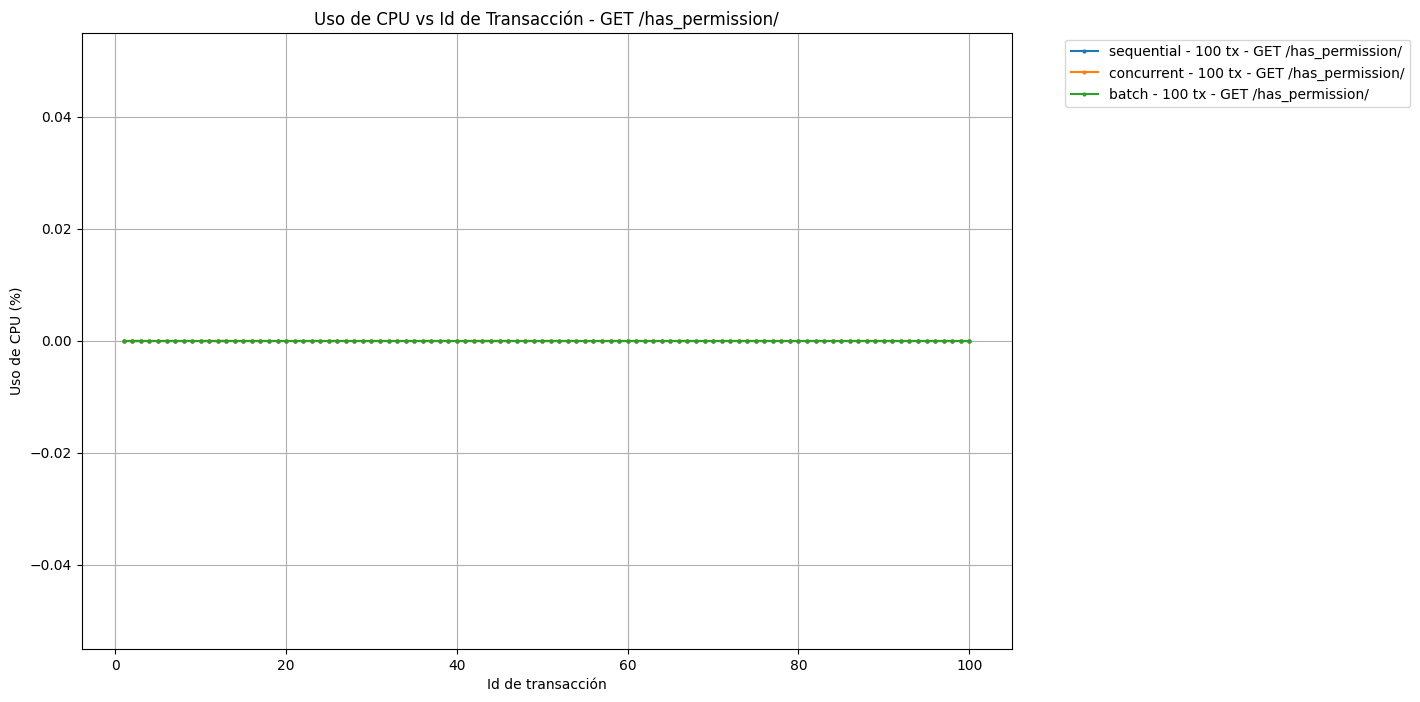 Uso de CPU vs Id de Transacción - GET /has_permission/
sequential - 100 tx - GET /has_permission/
concurrent - 100 tx - GET /has_permission/
batch - 100 tx - GET /has_permission/
Uso de CPU (%)
0.04
0.02
0.00
−0.02
−0.04
0 20 40 60 80 100
Id de transacción